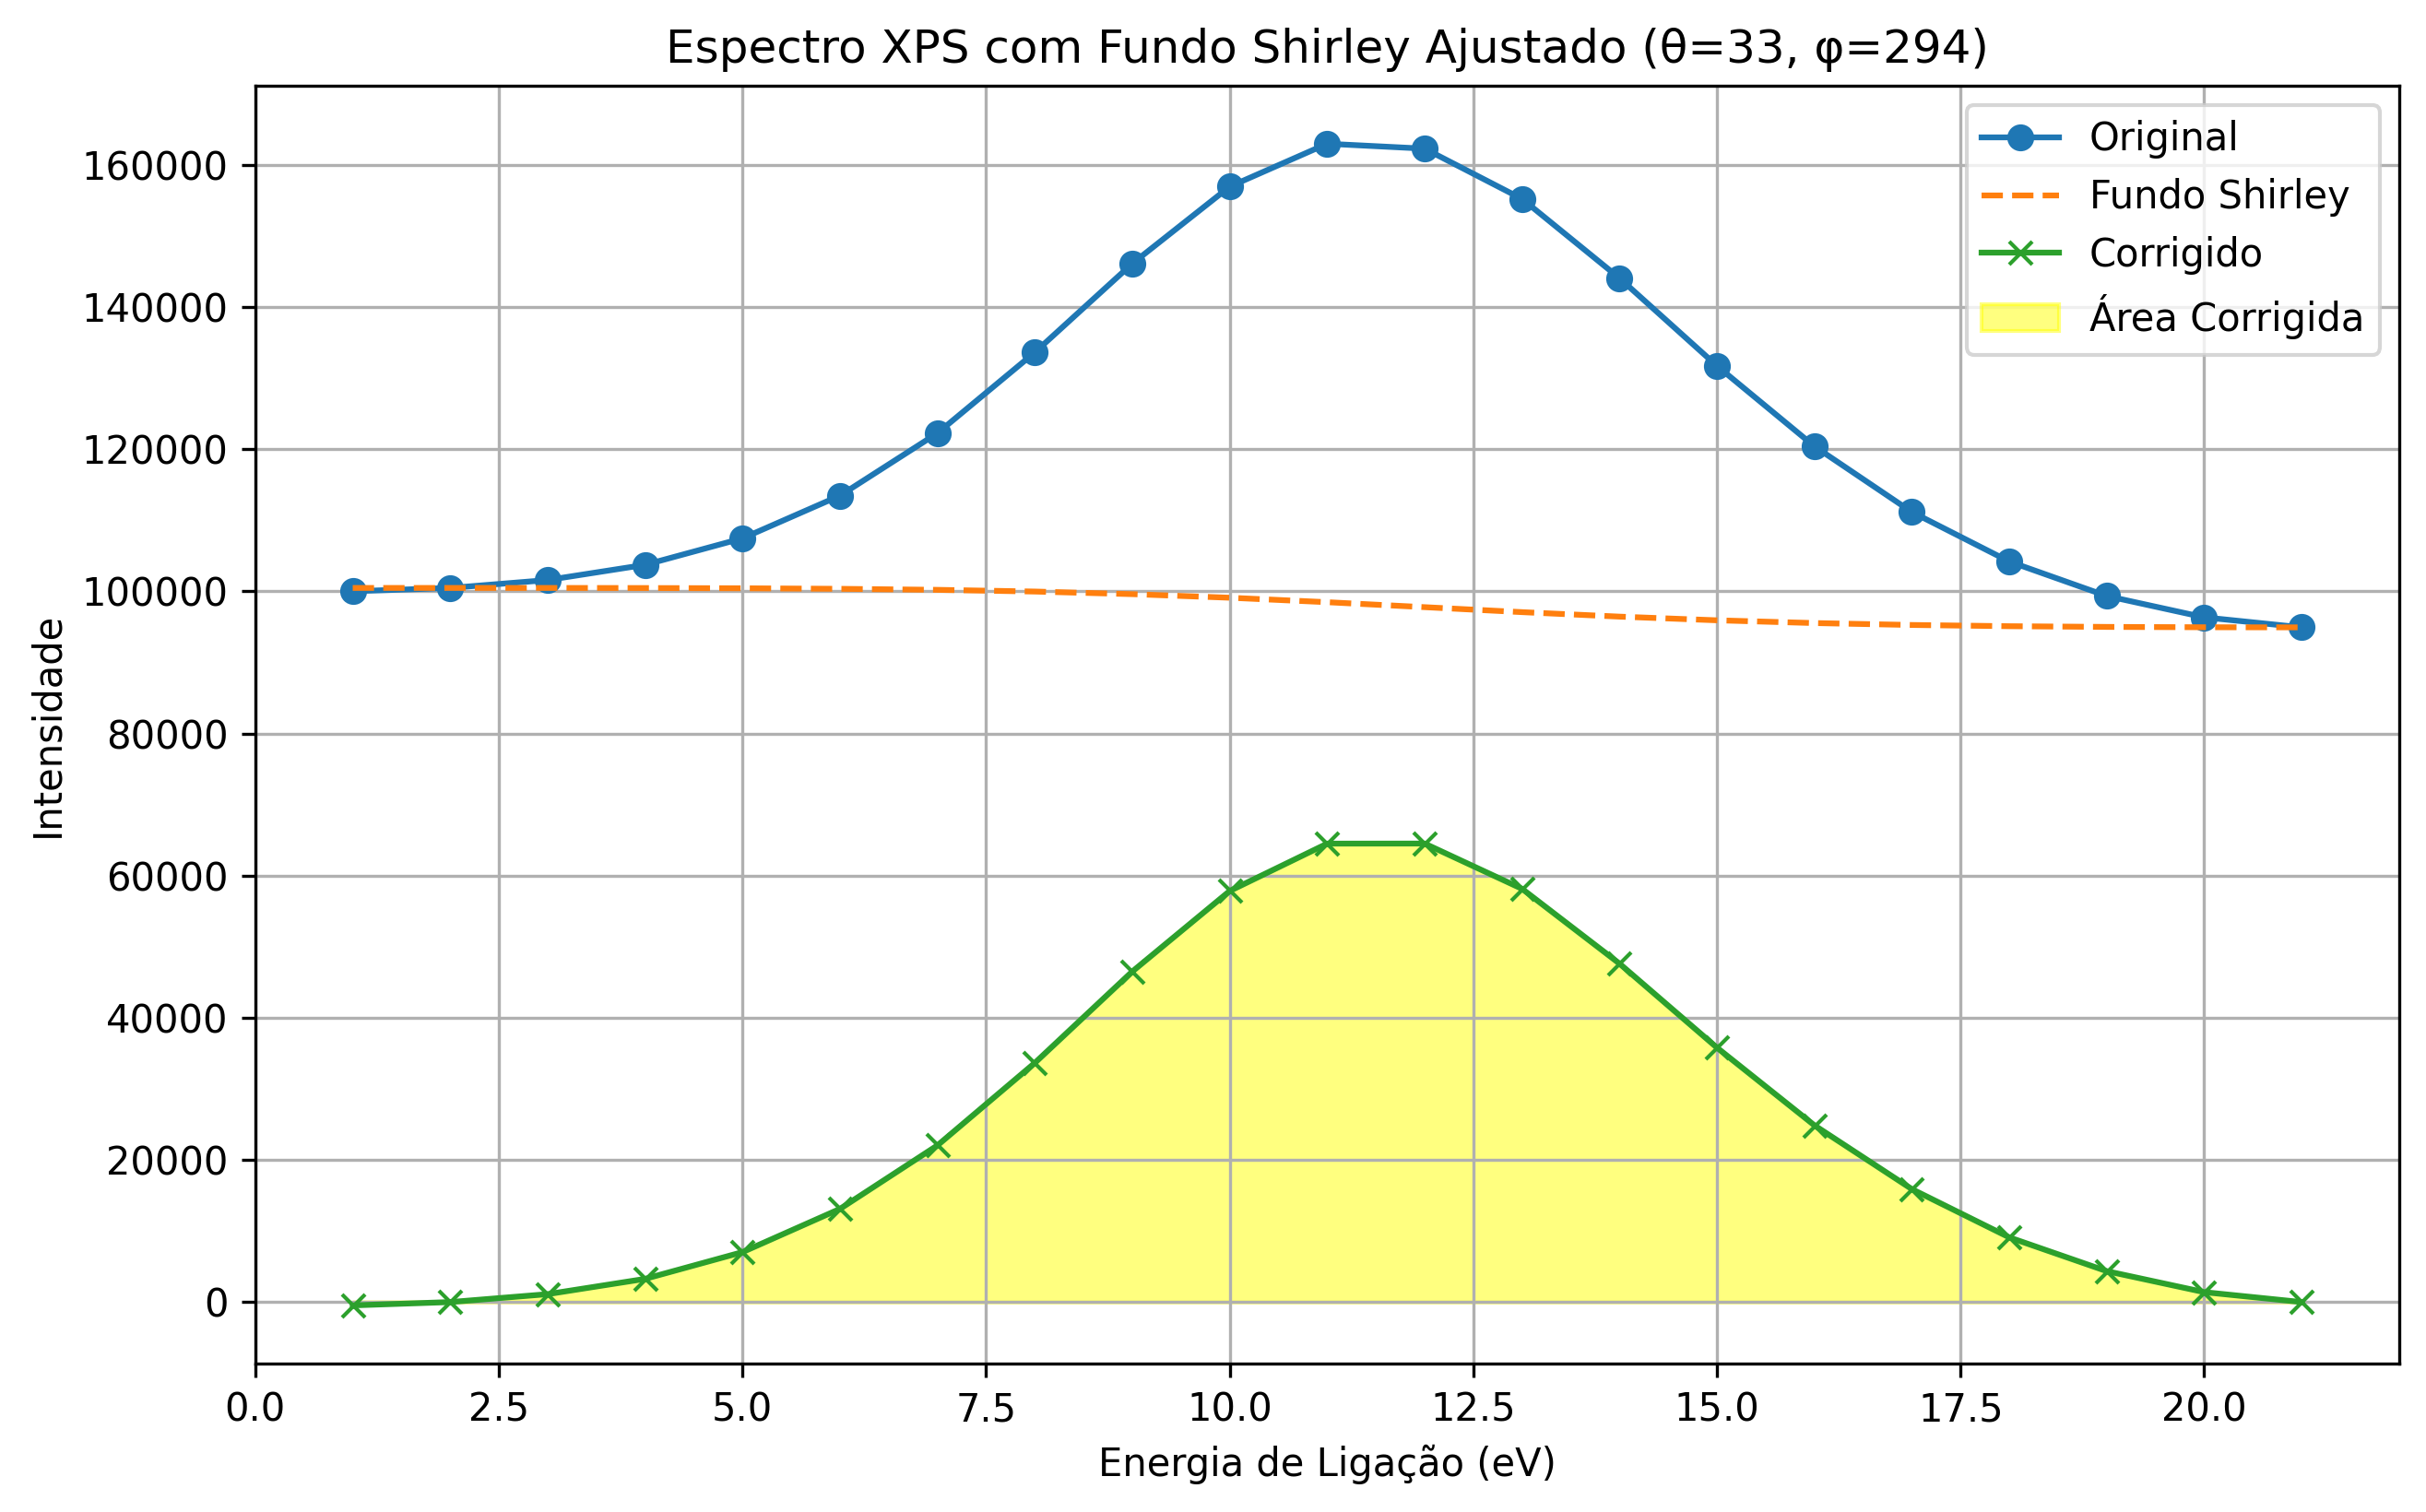 Espectro XPS com Fundo Shirley Ajustado (θ=33, φ=294)
Original
Fundo Shirley
Corrigido
Área Corrigida
Intensidade
160000
140000
120000
100000
80000
60000
40000
20000
0
0.0 2.5 5.0 7.5 10.0 12.5 15.0 17.5 20.0
Energia de Ligação (eV)